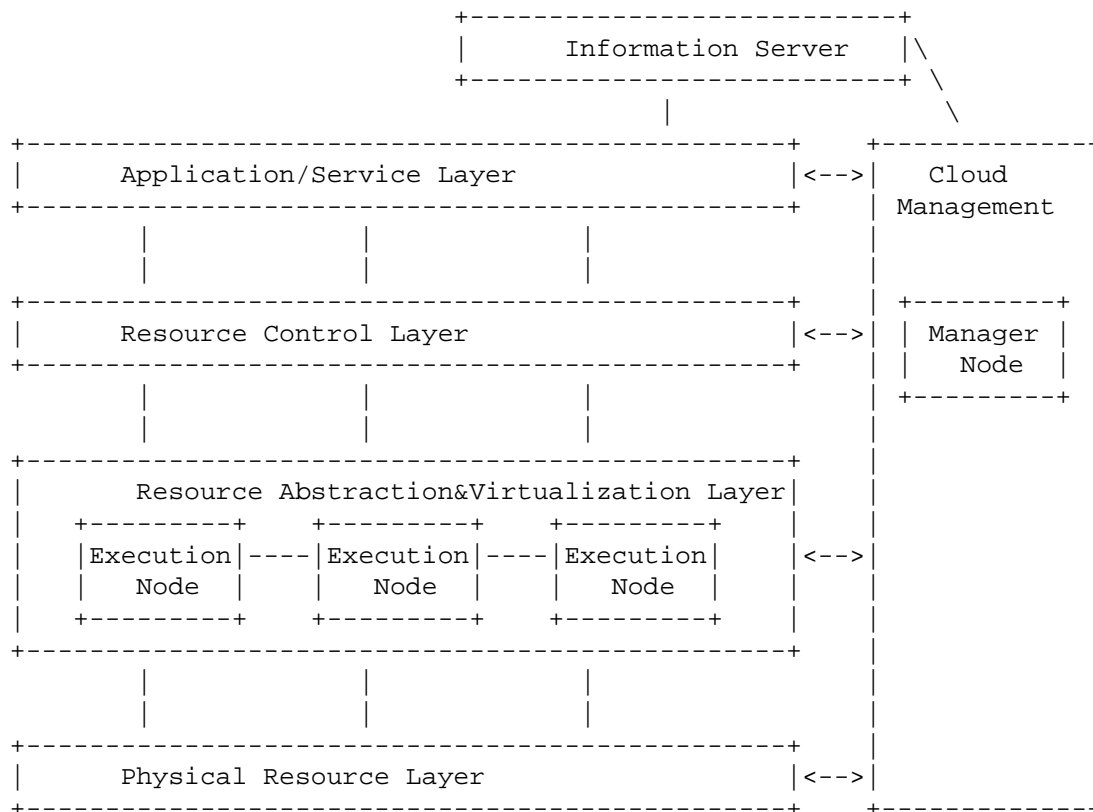 Information Server
Application/Service Layer
Cloud
Management
Resource Control Layer
Manager
Node
Resource Abstraction&Virtualization Layer
Execution
Node
Execution
Node
Execution
Node
Physical Resource Layer